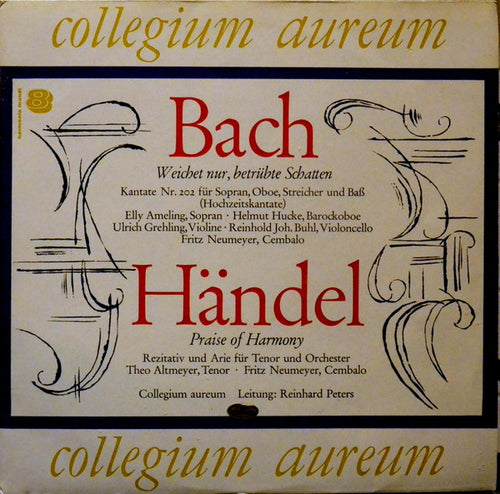 collegium aureum
harmonia mundi
Bach
Weichet nur, betrübte Schatten
Kantate Nr. 202 für Sopran, Oboe, Streicher und Baß
(Hochzeitskantate)
Elly Ameling, Sopran · Helmut Hucke, Barockoboe
Ulrich Grehling, Violine · Reinhold Joh. Buhl, Violoncello
Fritz Neumeyer, Cembalo
Händel
Praise of Harmony
Rezitativ und Arie für Tenor und Orchester
Theo Altmeyer, Tenor · Fritz Neumeyer, Cembalo
Collegium aureum Leitung: Reinhard Peters
collegium aureum